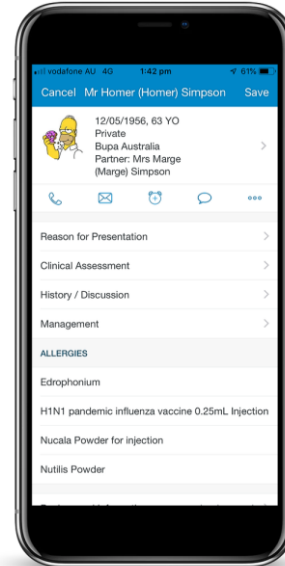 vodafone AU 4G 1:42 pm 61%
Cancel Mr Homer (Homer) Simpson Save
12/05/1956, 63 YO
Private
Bupa Australia
Partner: Mrs Marge
(Marge) Simpson
Reason for Presentation
Clinical Assessment
History / Discussion
Management
ALLERGIES
Edrophonium
H1N1 pandemic influenza vaccine 0.25mL Injection
Nucala Powder for injection
Nutilis Powder